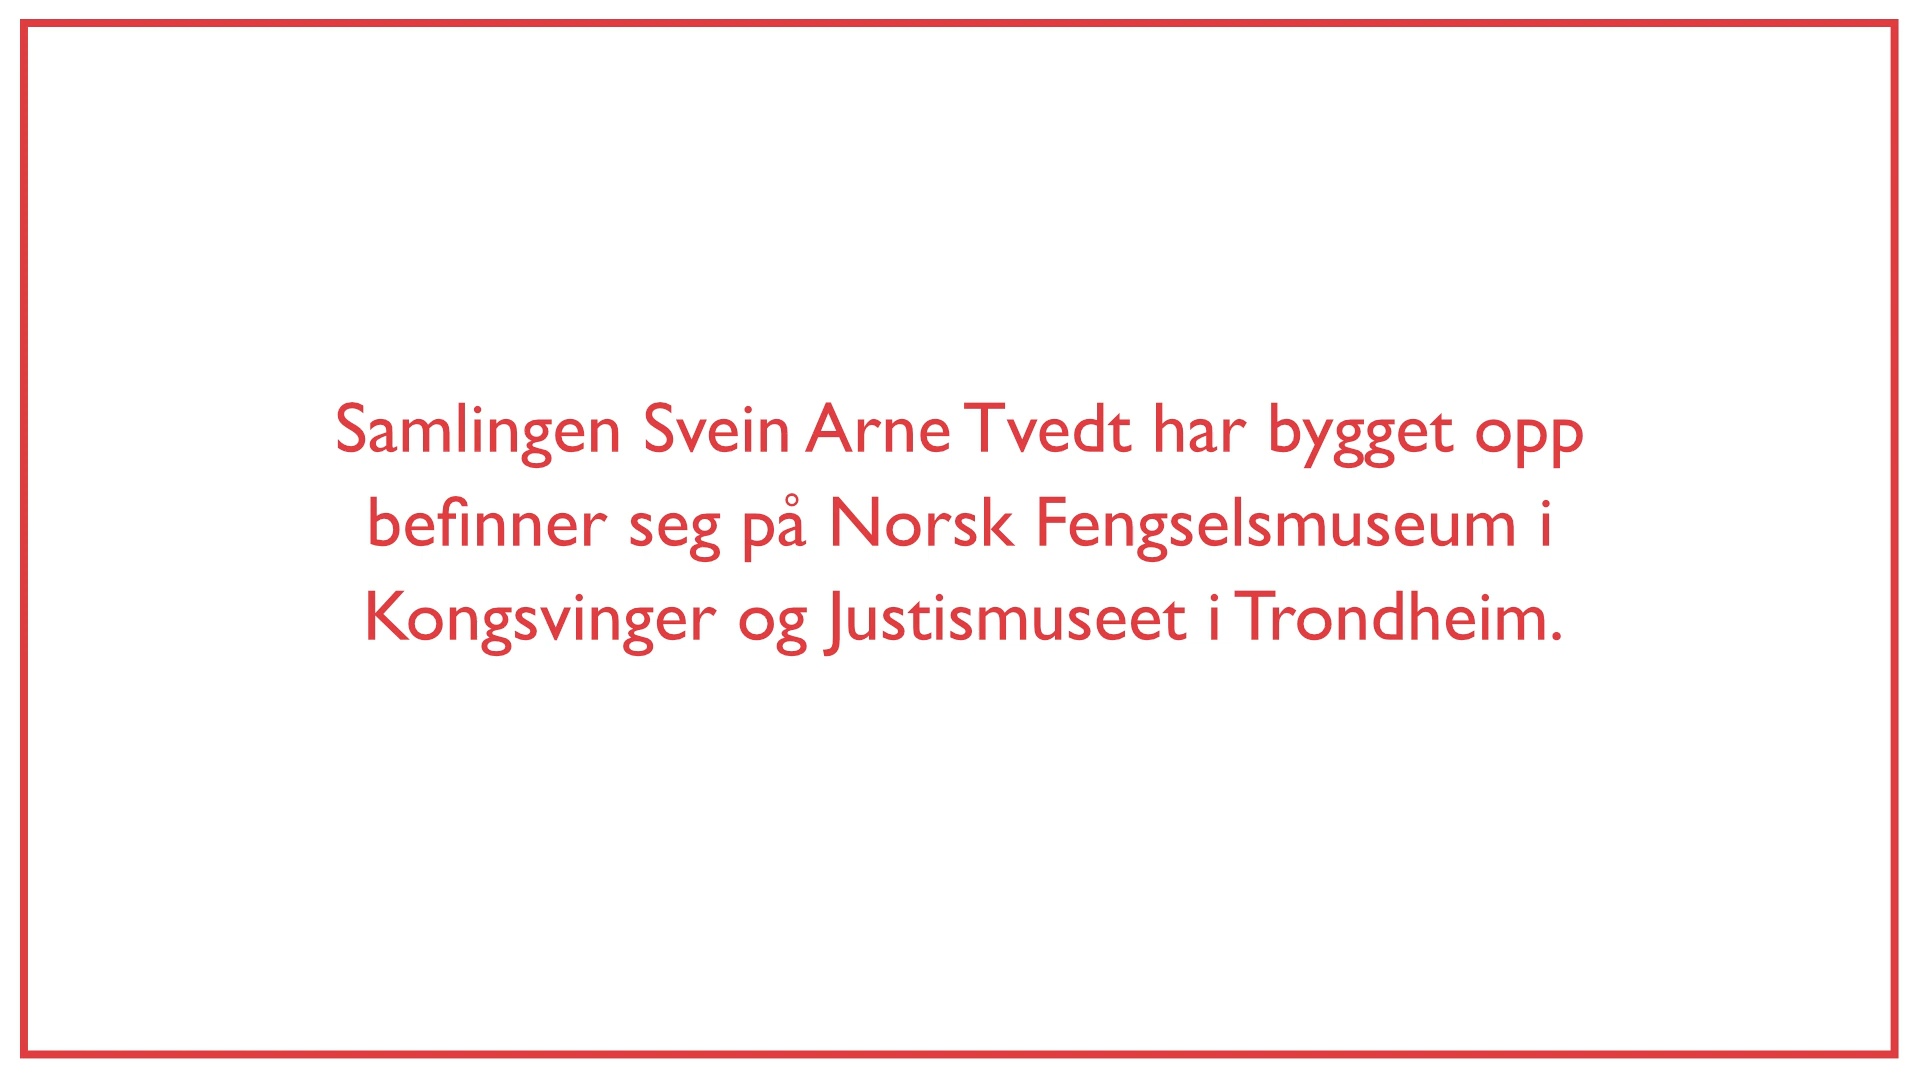 Samlingen Svein Arne Tvedt har bygget opp
befinner seg på Norsk Fengselsmuseum i
Kongsvinger og Justismuseet i Trondheim.